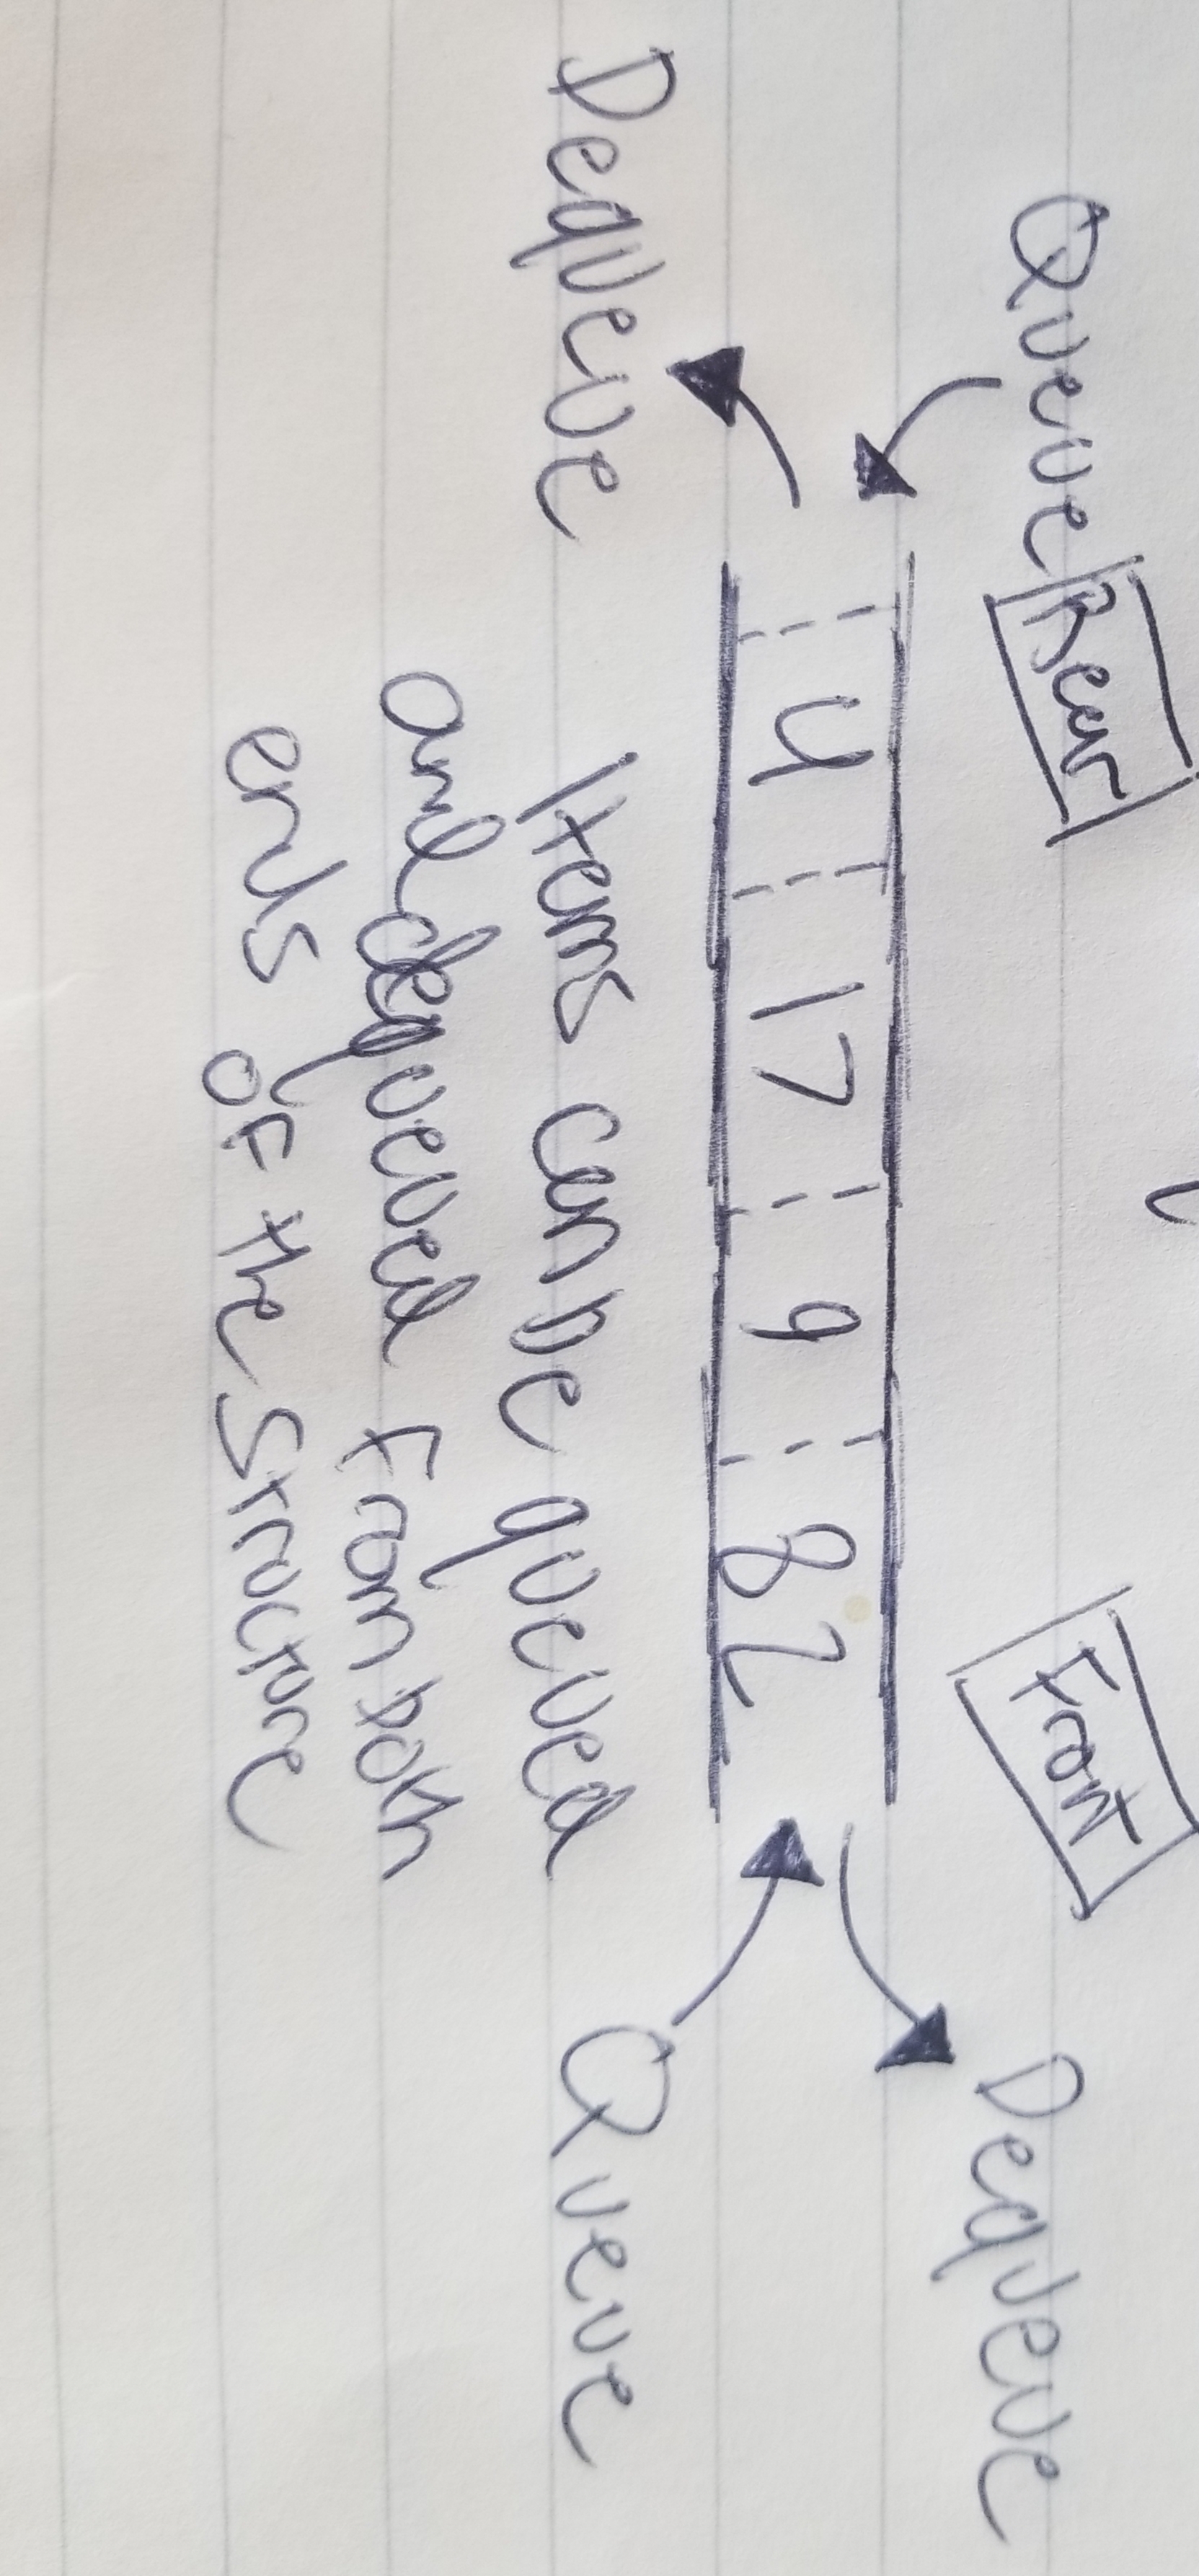 Queue Rear Front Dequeue
4 17 9 82
Dequeue Queue
Items can be queued
and dequeued from both
ends of the structure